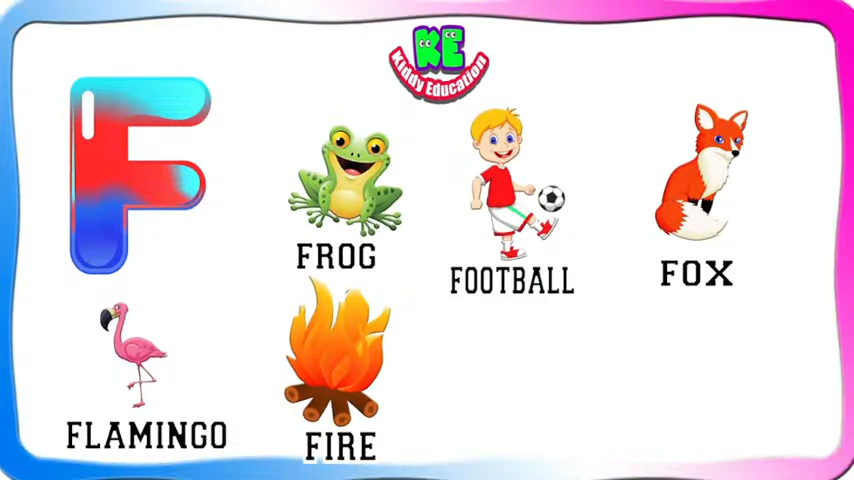 KE
Kiddy Education
F
FROG
FOOTBALL
FOX
FLAMINGO
FIRE